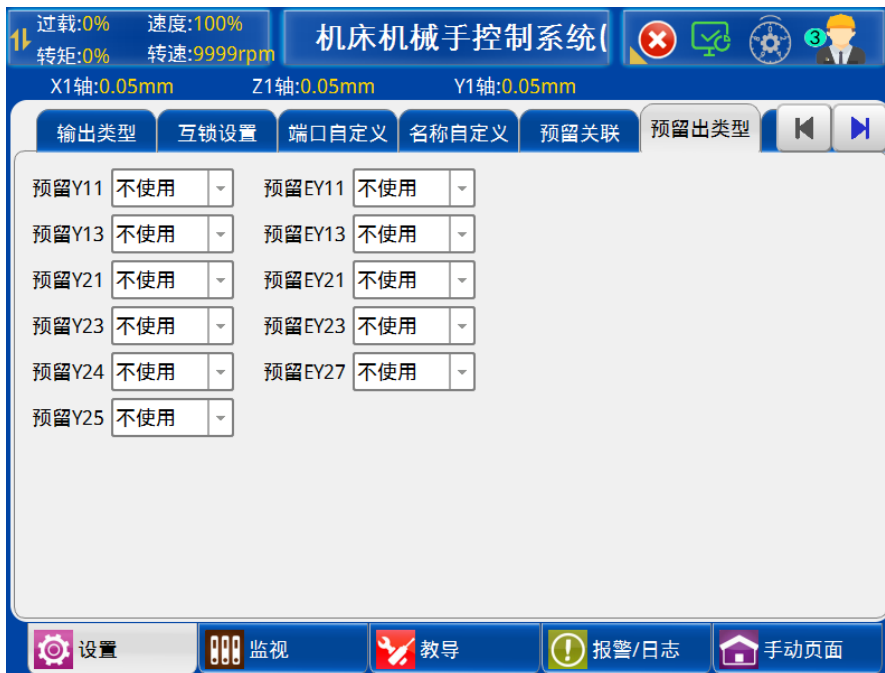 过载:0% 速度:100%
转矩:0% 转速:9999rpm
机床机械手控制系统(
3
X1轴:0.05mm Z1轴:0.05mm Y1轴:0.05mm
输出类型 互锁设置 端口自定义 名称自定义 预留关联 预留出类型
预留Y11 不使用 预留EY11 不使用
预留Y13 不使用 预留EY13 不使用
预留Y21 不使用 预留EY21 不使用
预留Y23 不使用 预留EY23 不使用
预留Y24 不使用 预留EY27 不使用
预留Y25 不使用
设置 监视 教导 报警/日志 手动页面